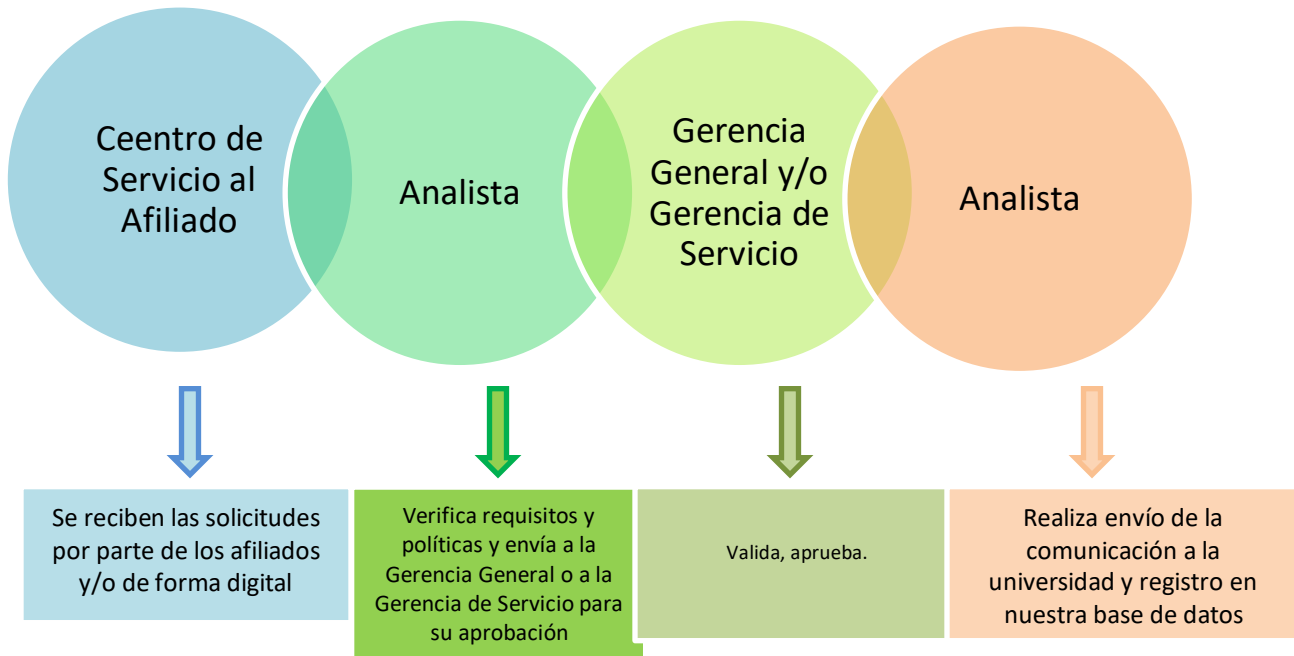 Ceentro de
Servicio al
Afiliado
Analista
Gerencia
General y/o
Gerencia de
Servicio
Analista
Se reciben las solicitudes
por parte de los afiliados
y/o de forma digital
Verifica requisitos y
políticas y envía a la
Gerencia General o a la
Gerencia de Servicio para
su aprobación
Valida, aprueba.
Realiza envío de la
comunicación a la
universidad y registro en
nuestra base de datos